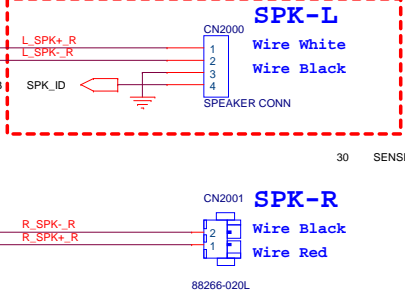 SPK-L
CN2000
L_SPK+_R
L_SPK-_R
1
2
3
4
Wire White
Wire Black
SPK_ID
SPEAKER CONN
30 SENSE
SPK-R
CN2001
R_SPK-_R
R_SPK+_R
2
1
Wire Black
Wire Red
88266-020L